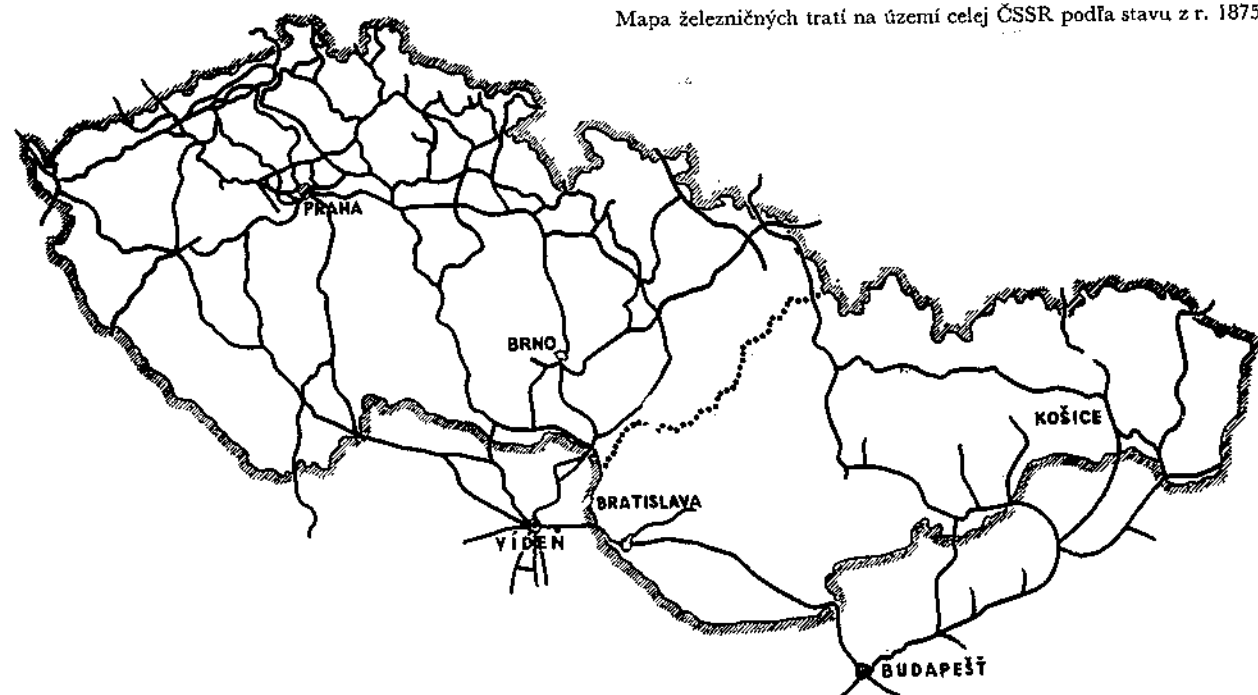 Mapa železničných tratí na území celej ČSSR podľa stavu z r. 1875
PRAHA
BRNO
KOŠICE
BRATISLAVA
VÍDEŇ
BUDAPEŠŤ